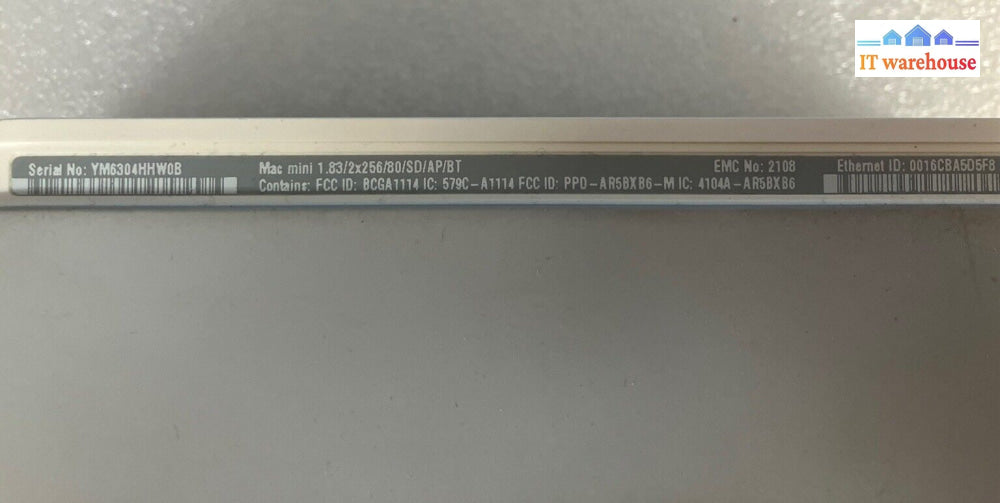 IT warehouse
Serial No: YM6304HHW0B
Mac mini 1.83/2x256/80/SD/AP/BT
EMC No: 2108
Ethernet ID: 0016CBA5D5F8
Contains: FCC ID: BCGA1114 IC: 579C-A1114 FCC ID: PPD-AR5BXB6-M IC: 4104A-AR5BXB6